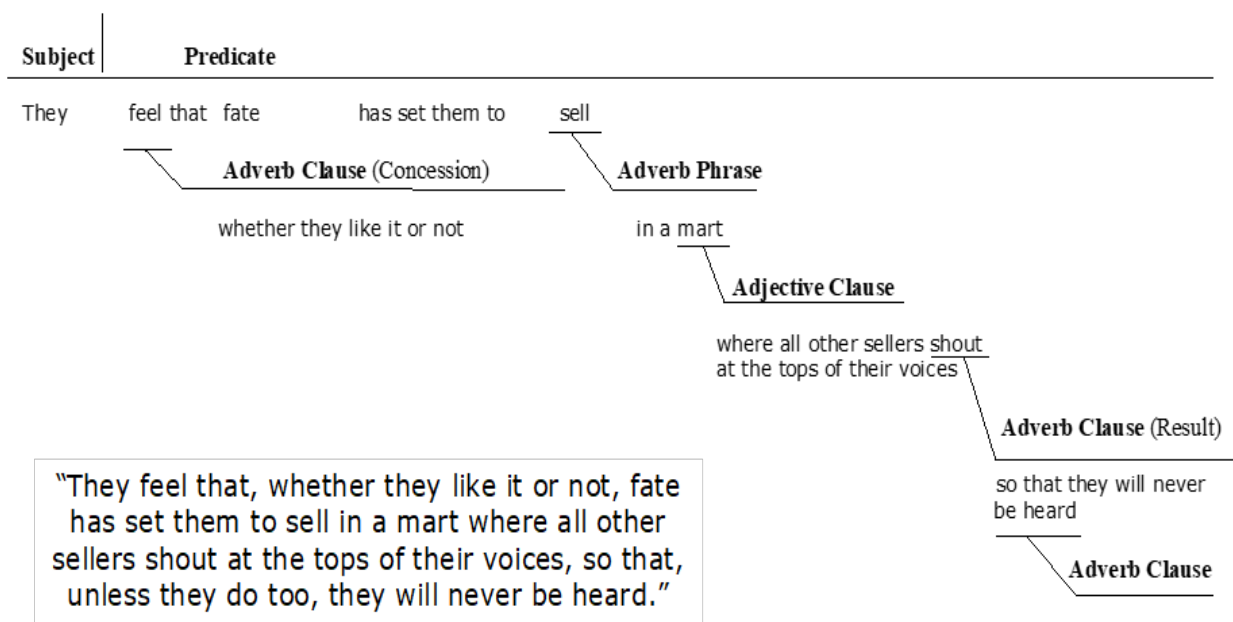 Subject Predicate
They feel that fate has set them to sell
Adverb Clause (Concession) Adverb Phrase
whether they like it or not in a mart
Adjective Clause
where all other sellers shout
at the tops of their voices
Adverb Clause (Result)
so that they will never
be heard
Adverb Clause
“They feel that, whether they like it or not, fate
has set them to sell in a mart where all other
sellers shout at the tops of their voices, so that,
unless they do too, they will never be heard.”